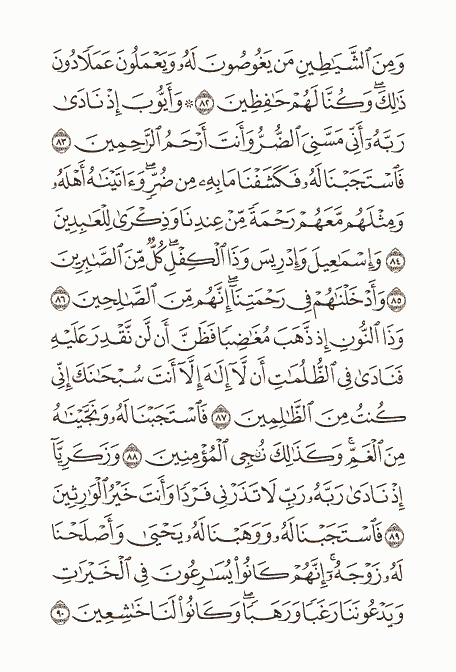 وَمِنَ ٱلشَّيَٰطِينِ مَن يَغُوصُونَ لَهُۥ وَيَعْمَلُونَ عَمَلًا دُونَ
ذَٰلِكَۖ وَكُنَّا لَهُمْ حَٰفِظِينَ ٨٢ ۞ وَأَيُّوبَ إِذْ نَادَىٰ
رَبَّهُۥٓ أَنِّي مَسَّنِيَ ٱلضُّرُّ وَأَنتَ أَرْحَمُ ٱلرَّٰحِمِينَ ٨٣
فَٱسْتَجَبْنَا لَهُۥ فَكَشَفْنَا مَا بِهِۦ مِن ضُرّٖۖ وَءَاتَيْنَٰهُ أَهْلَهُۥ
وَمِثْلَهُم مَّعَهُمْ رَحْمَةٗ مِّنْ عِندِنَا وَذِكْرَىٰ لِلْعَٰبِدِينَ
٨٤ وَإِسْمَٰعِيلَ وَإِدْرِيسَ وَذَا ٱلْكِفْلِۖ كُلّٞ مِّنَ ٱلصَّٰبِرِينَ
٨٥ وَأَدْخَلْنَٰهُمْ فِي رَحْمَتِنَآۖ إِنَّهُم مِّنَ ٱلصَّٰلِحِينَ ٨٦
وَذَا ٱلنُّونِ إِذ ذَّهَبَ مُغَٰضِبٗا فَظَنَّ أَن لَّن نَّقْدِرَ عَلَيْهِ
فَنَادَىٰ فِي ٱلظُّلُمَٰتِ أَن لَّآ إِلَٰهَ إِلَّآ أَنتَ سُبْحَٰنَكَ إِنِّي
كُنتُ مِنَ ٱلظَّٰلِمِينَ ٨٧ فَٱسْتَجَبْنَا لَهُۥ وَنَجَّيْنَٰهُ
مِنَ ٱلْغَمِّۚ وَكَذَٰلِكَ نُـۨجِي ٱلْمُؤْمِنِينَ ٨٨ وَزَكَرِيَّآ
إِذْ نَادَىٰ رَبَّهُۥ رَبِّ لَا تَذَرْنِي فَرْدٗا وَأَنتَ خَيْرُ ٱلْوَٰرِثِينَ
٨٩ فَٱسْتَجَبْنَا لَهُۥ وَوَهَبْنَا لَهُۥ يَحْيَىٰ وَأَصْلَحْنَا
لَهُۥ زَوْجَهُۥٓۚ إِنَّهُمْ كَانُوا۟ يُسَٰرِعُونَ فِي ٱلْخَيْرَٰتِ
وَيَدْعُونَنَا رَغَبٗا وَرَهَبٗاۖ وَكَانُوا۟ لَنَا خَٰشِعِينَ ٩٠